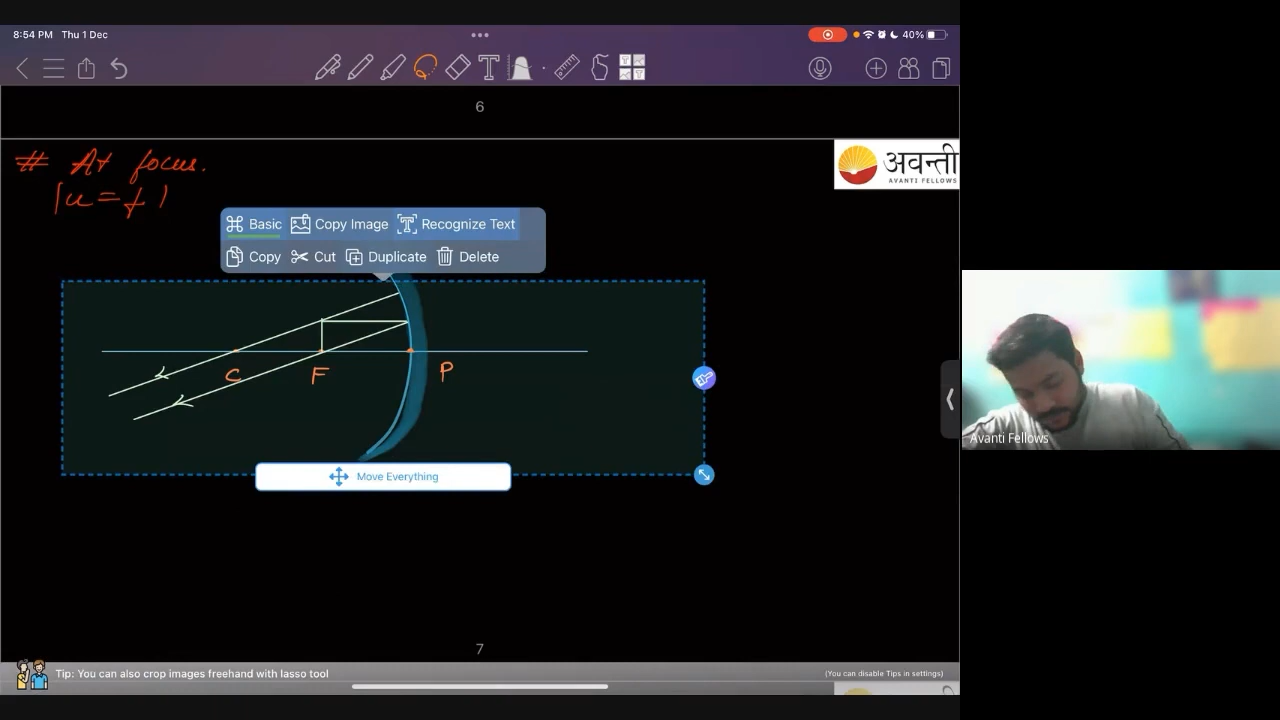 8:54 PM Thu 1 Dec
40%
6
# At focus.
|u = f|
अवन्ती
AVANTI FELLOWS
Basic Copy Image Recognize Text
Copy Cut Duplicate Delete
C F P
Move Everything
Avanti Fellows
7
Tip: You can also crop images freehand with lasso tool
(You can disable Tips in settings)